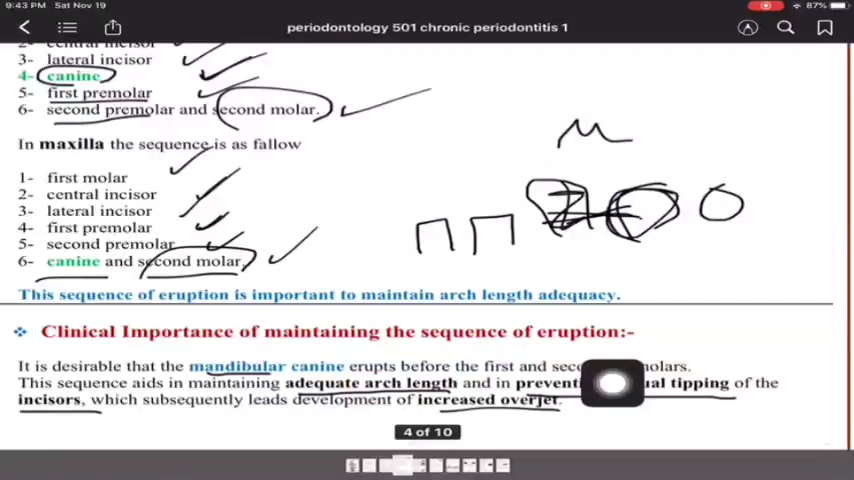 9:43 PM Sat Nov 19
87%
periodontology 501 chronic periodontitis 1
2- central incisor
3- lateral incisor
4- canine
5- first premolar
6- second premolar and second molar.
In maxilla the sequence is as fallow
1- first molar
2- central incisor
3- lateral incisor
4- first premolar
5- second premolar
6- canine and second molar.
This sequence of eruption is important to maintain arch length adequacy.
❖ Clinical Importance of maintaining the sequence of eruption:-
It is desirable that the mandibular canine erupts before the first and olars.
This sequence aids in maintaining adequate arch length and in tipping of the
incisors, which subsequently leads development of increased overjet.
4 of 10